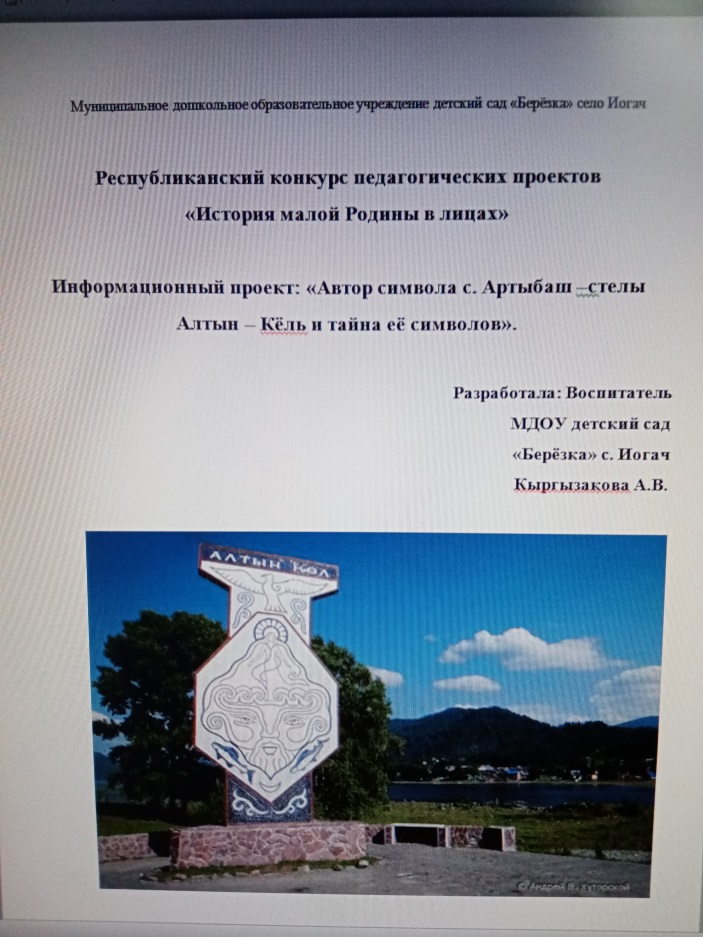 Муниципальное дошкольное образовательное учреждение детский сад «Берёзка» село Иогач
Республиканский конкурс педагогических проектов
«История малой Родины в лицах»
Информационный проект: «Автор символа с. Артыбаш –стелы
Алтын – Кёль и тайна её символов».
Разработала: Воспитатель
МДОУ детский сад
«Берёзка» с. Иогач
Кыргызакова А.В.
АЛТЫН КӦЛ
© Андрей В. Хуторской